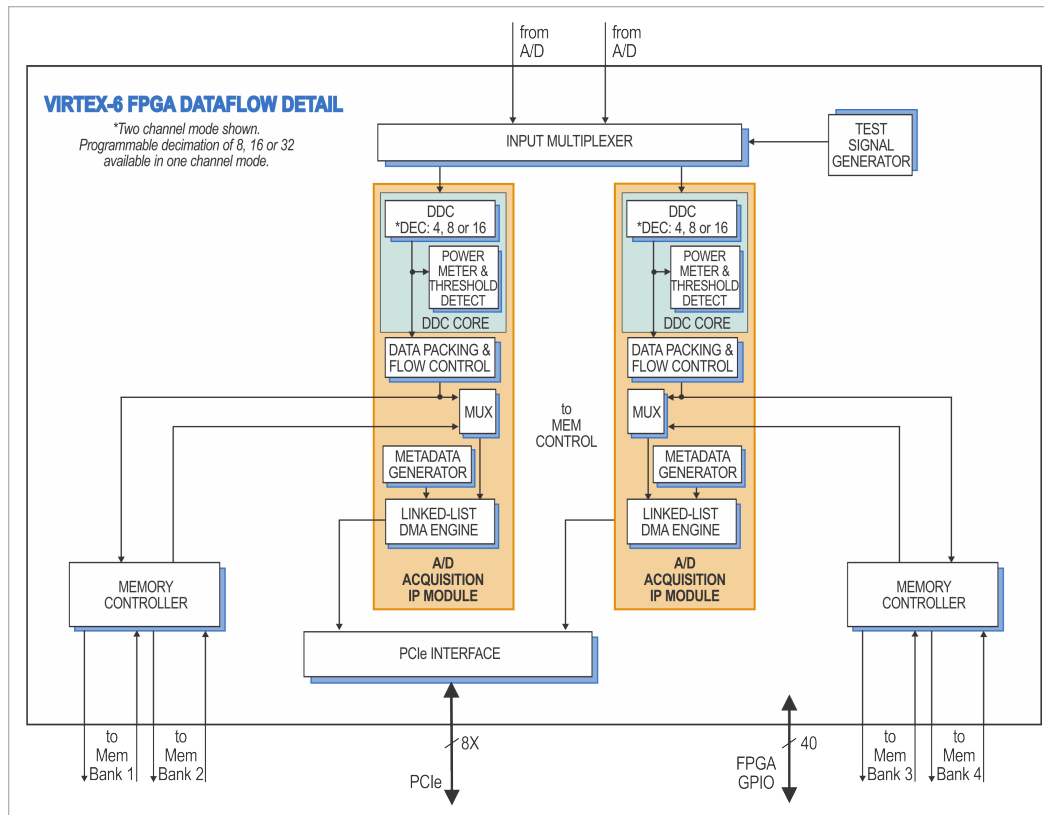 from
A/D
from
A/D
VIRTEX-6 FPGA DATAFLOW DETAIL
*Two channel mode shown.
Programmable decimation of 8, 16 or 32
available in one channel mode.
INPUT MULTIPLEXER
TEST
SIGNAL
GENERATOR
DDC
*DEC: 4, 8 or 16
POWER
METER &
THRESHOLD
DETECT
DDC CORE
DATA PACKING &
FLOW CONTROL
MUX
METADATA
GENERATOR
LINKED-LIST
DMA ENGINE
A/D
ACQUISITION
IP MODULE
to
MEM
CONTROL
DDC
*DEC: 4, 8 or 16
POWER
METER &
THRESHOLD
DETECT
DDC CORE
DATA PACKING &
FLOW CONTROL
MUX
METADATA
GENERATOR
LINKED-LIST
DMA ENGINE
A/D
ACQUISITION
IP MODULE
MEMORY
CONTROLLER
MEMORY
CONTROLLER
PCIe INTERFACE
to
Mem
Bank 1
to
Mem
Bank 2
8X
PCIe
40
FPGA
GPIO
to
Mem
Bank 3
to
Mem
Bank 4